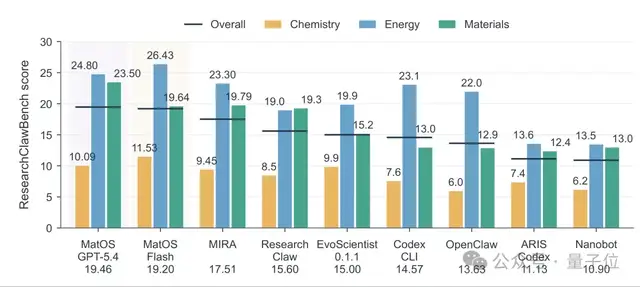 Overall Chemistry Energy Materials
ResearchClawBench score
30
25
20
15
10
5
0
24.80 10.09 23.50
26.43 11.53 19.64
23.30 9.45 19.79
19.0 8.5 19.3
19.9 9.9 15.2
23.1 7.6 13.0
22.0 6.0 12.9
13.6 7.4 12.4
13.5 6.2 13.0
MatOS
GPT-5.4
19.46
MatOS
Flash
19.20
MIRA
17.51
Research
Claw
15.60
EvoScientist
0.1.1
15.00
Codex
CLI
14.57
OpenClaw
13.63
ARIS
Codex
11.13
Nanobot
10.90
公众号 · 量子位